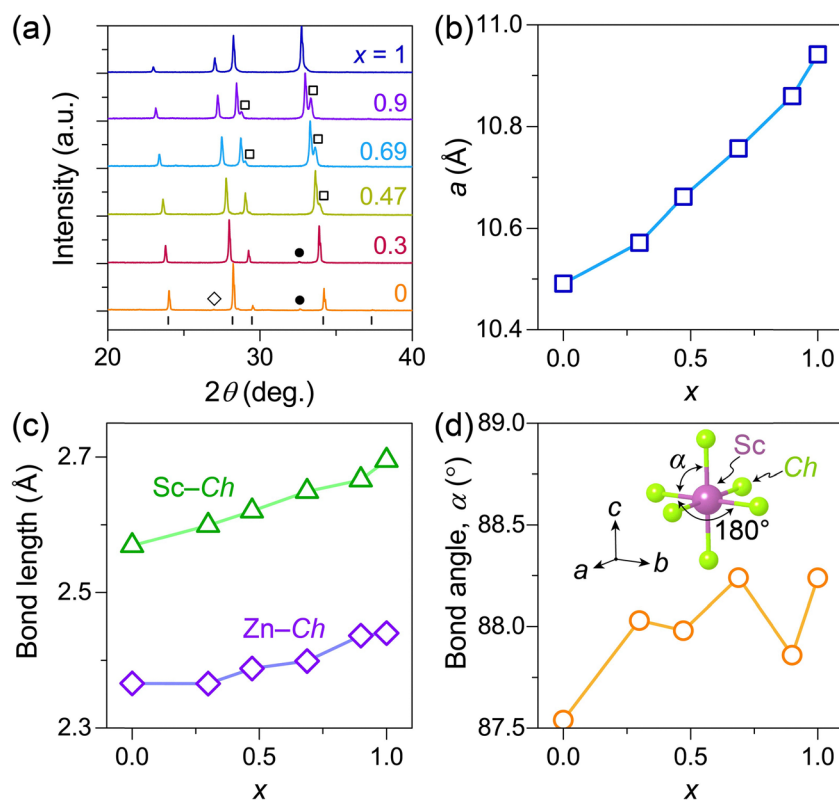 (a)
x = 1
0.9
0.69
0.47
0.3
0
Intensity (a.u.)
20 30 40
2θ (deg.)
(b)
11.0
10.8
10.6
10.4
a (Å)
0.0 0.5 1.0
x
(c)
2.7
2.5
2.3
Bond length (Å)
Sc–Ch
Zn–Ch
0.0 0.5 1.0
x
(d)
89.0
88.5
88.0
87.5
Bond angle, α (°)
α
Sc
Ch
180°
c
a
b
0.0 0.5 1.0
x